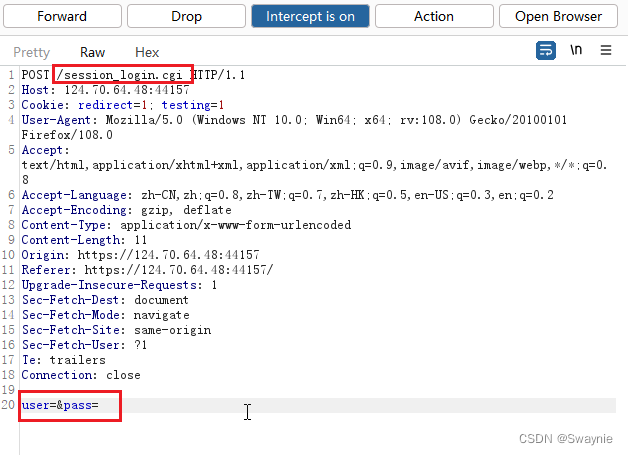 Forward Drop Intercept is on Action Open Browser
Pretty Raw Hex \n
1 POST /session_login.cgi HTTP/1.1
2 Host: 124.70.64.48:44157
3 Cookie: redirect=1; testing=1
4 User-Agent: Mozilla/5.0 (Windows NT 10.0; Win64; x64; rv:108.0) Gecko/20100101
Firefox/108.0
5 Accept:
text/html,application/xhtml+xml,application/xml;q=0.9,image/avif,image/webp,*/*;q=0.
8
6 Accept-Language: zh-CN,zh;q=0.8,zh-TW;q=0.7,zh-HK;q=0.5,en-US;q=0.3,en;q=0.2
7 Accept-Encoding: gzip, deflate
8 Content-Type: application/x-www-form-urlencoded
9 Content-Length: 11
10 Origin: https://124.70.64.48:44157
11 Referer: https://124.70.64.48:44157/
12 Upgrade-Insecure-Requests: 1
13 Sec-Fetch-Dest: document
14 Sec-Fetch-Mode: navigate
15 Sec-Fetch-Site: same-origin
16 Sec-Fetch-User: ?1
17 Te: trailers
18 Connection: close
19
20 user=&pass=
CSDN @Swaynie